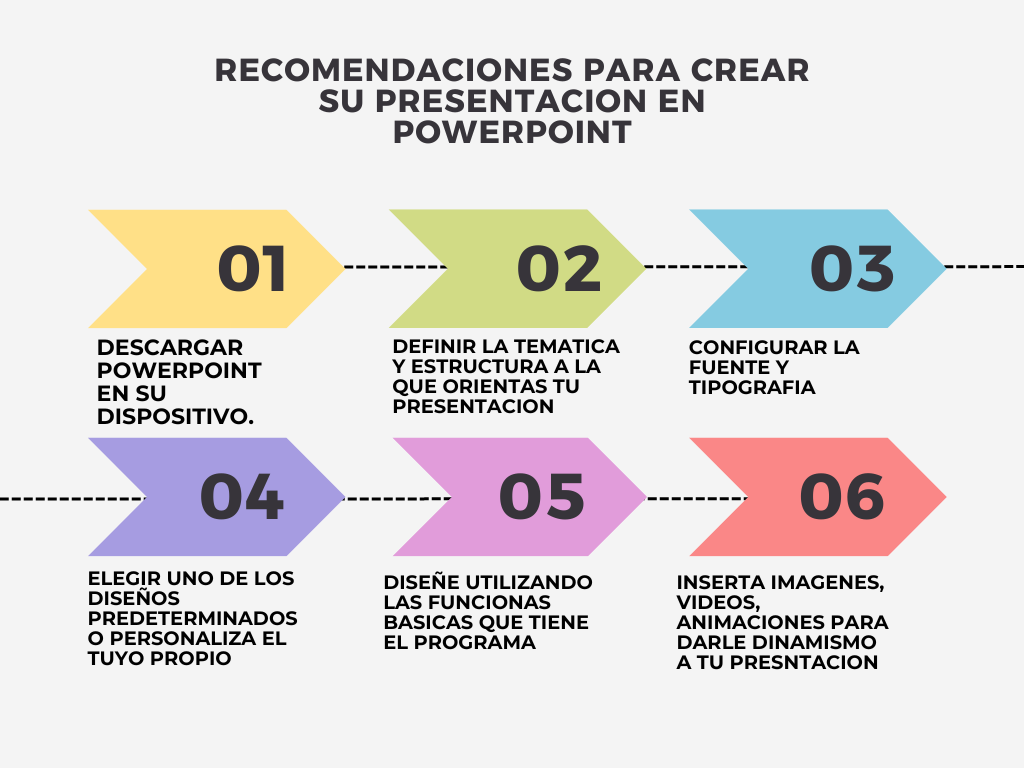 RECOMENDACIONES PARA CREAR
SU PRESENTACION EN
POWERPOINT
01
DESCARGAR
POWERPOINT
EN SU
DISPOSITIVO.
02
DEFINIR LA TEMATICA
Y ESTRUCTURA A LA
QUE ORIENTAS TU
PRESENTACION
03
CONFIGURAR LA
FUENTE Y
TIPOGRAFIA
04
ELEGIR UNO DE LOS
DISEÑOS
PREDETERMINADOS
O PERSONALIZA EL
TUYO PROPIO
05
DISEÑE UTILIZANDO
LAS FUNCIONAS
BASICAS QUE TIENE
EL PROGRAMA
06
INSERTA IMAGENES,
VIDEOS,
ANIMACIONES PARA
DARLE DINAMISMO
A TU PRESNTACION